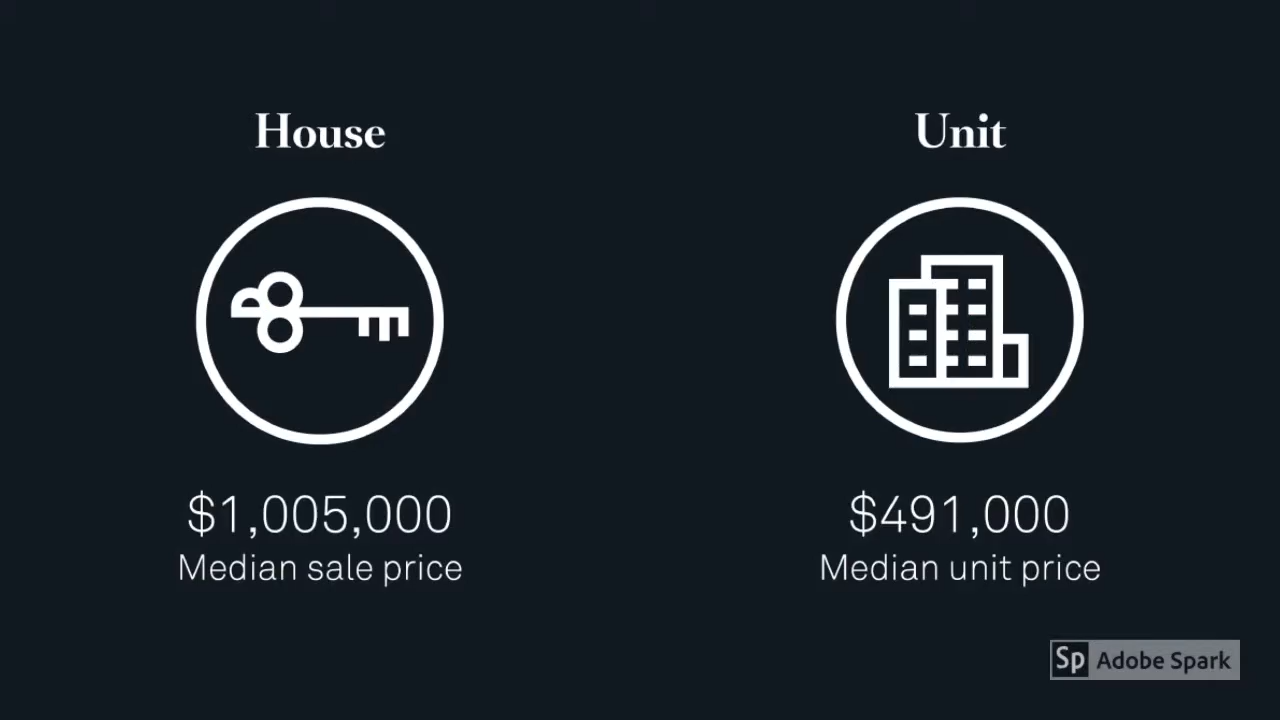 House
Unit
$1,005,000
Median sale price
$491,000
Median unit price
Sp Adobe Spark